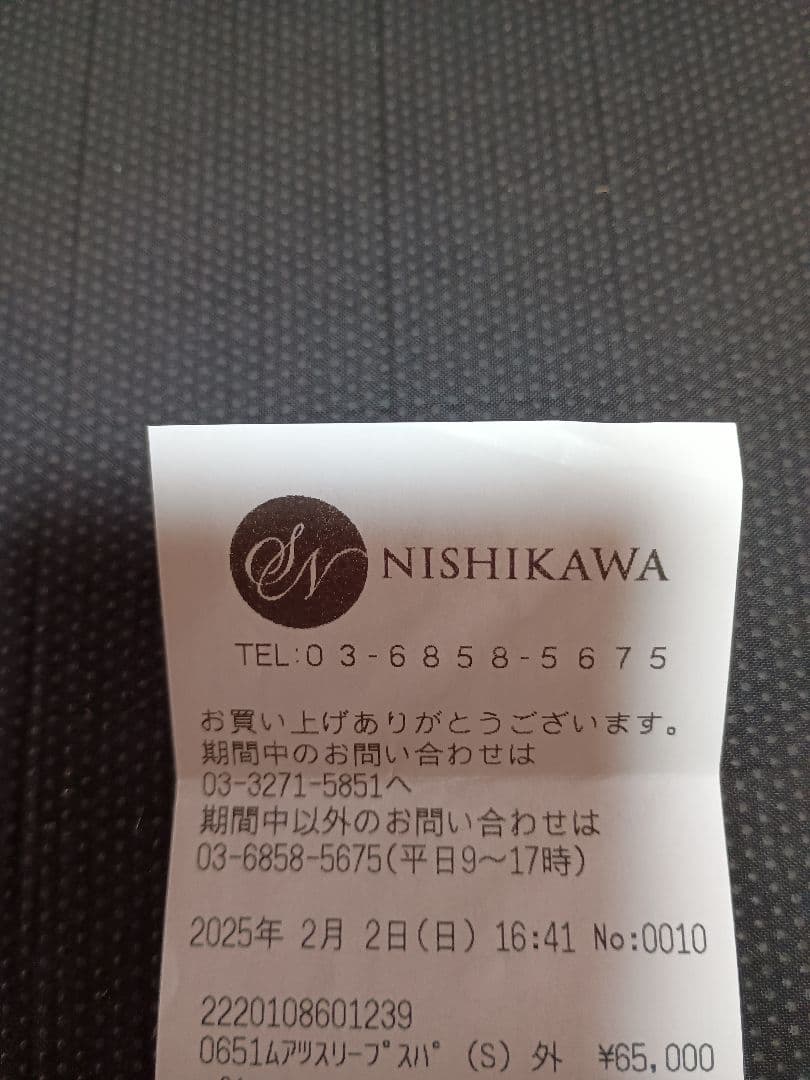 SN NISHIKAWA
TEL:03-6858-5675
お買い上げありがとうございます。
期間中のお問い合わせは
03-3271-5851へ
期間中以外のお問い合わせは
03-6858-5675(平日9～17時)
2025年 2月 2日(日) 16:41 No:0010
2220108601239
0651ﾑｱﾂｽﾘｰﾌﾟｽﾊﾟ (S) 外 ¥65,000